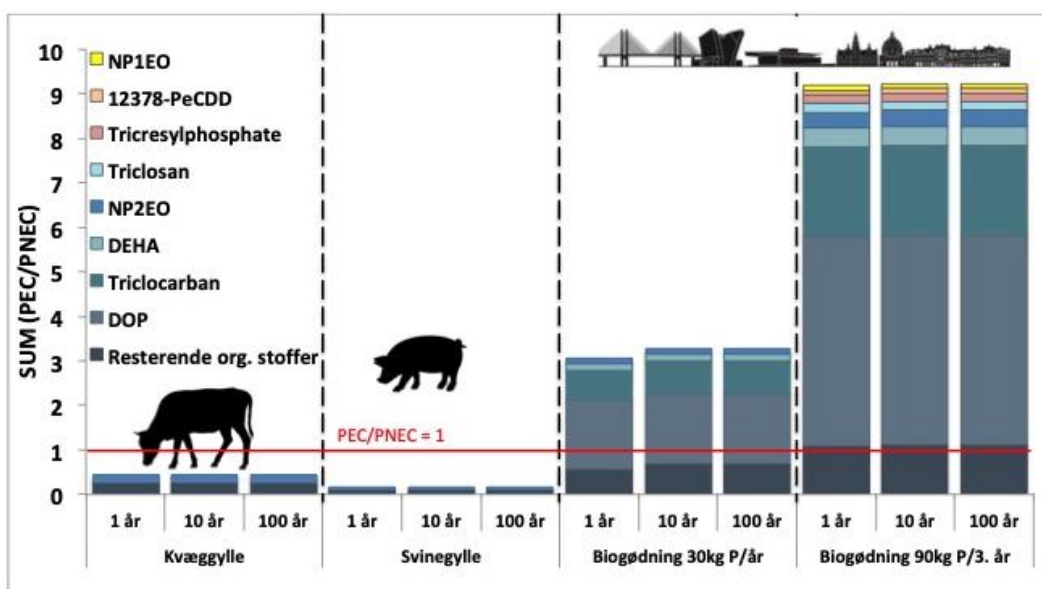 SUM (PEC/PNEC)
10
9
8
7
6
5
4
3
2
1
0
NP1EO
12378-PeCDD
Tricresylphosphate
Triclosan
NP2EO
DEHA
Triclocarban
DOP
Resterende org. stoffer
PEC/PNEC = 1
1 år 10 år 100 år 1 år 10 år 100 år 1 år 10 år 100 år 1 år 10 år 100 år
Kvæggylle Svinegylle Biogødning 30kg P/år Biogødning 90kg P/3. år